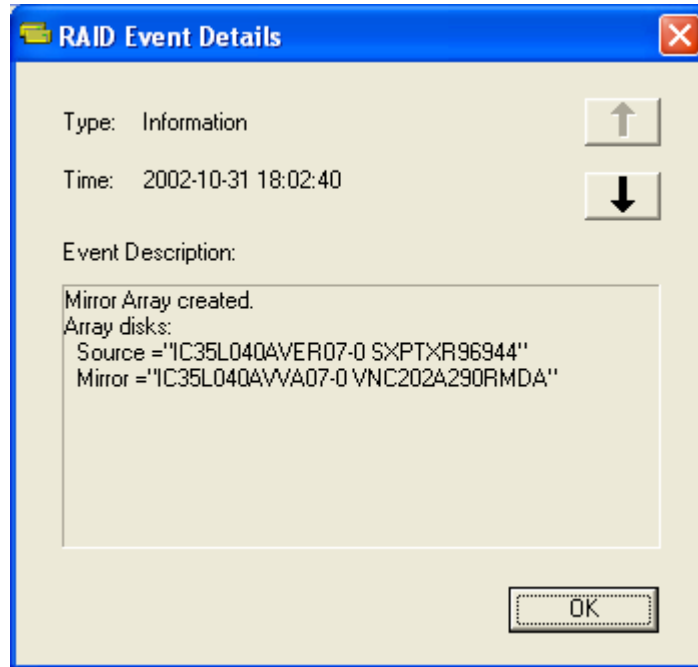 RAID Event Details
Type: Information
Time: 2002-10-31 18:02:40
Event Description:
Mirror Array created.
Array disks:
Source ="IC35L040AVER07-0 SXPTXR96944"
Mirror ="IC35L040AVVA07-0 VNC202A290RMDA"
OK